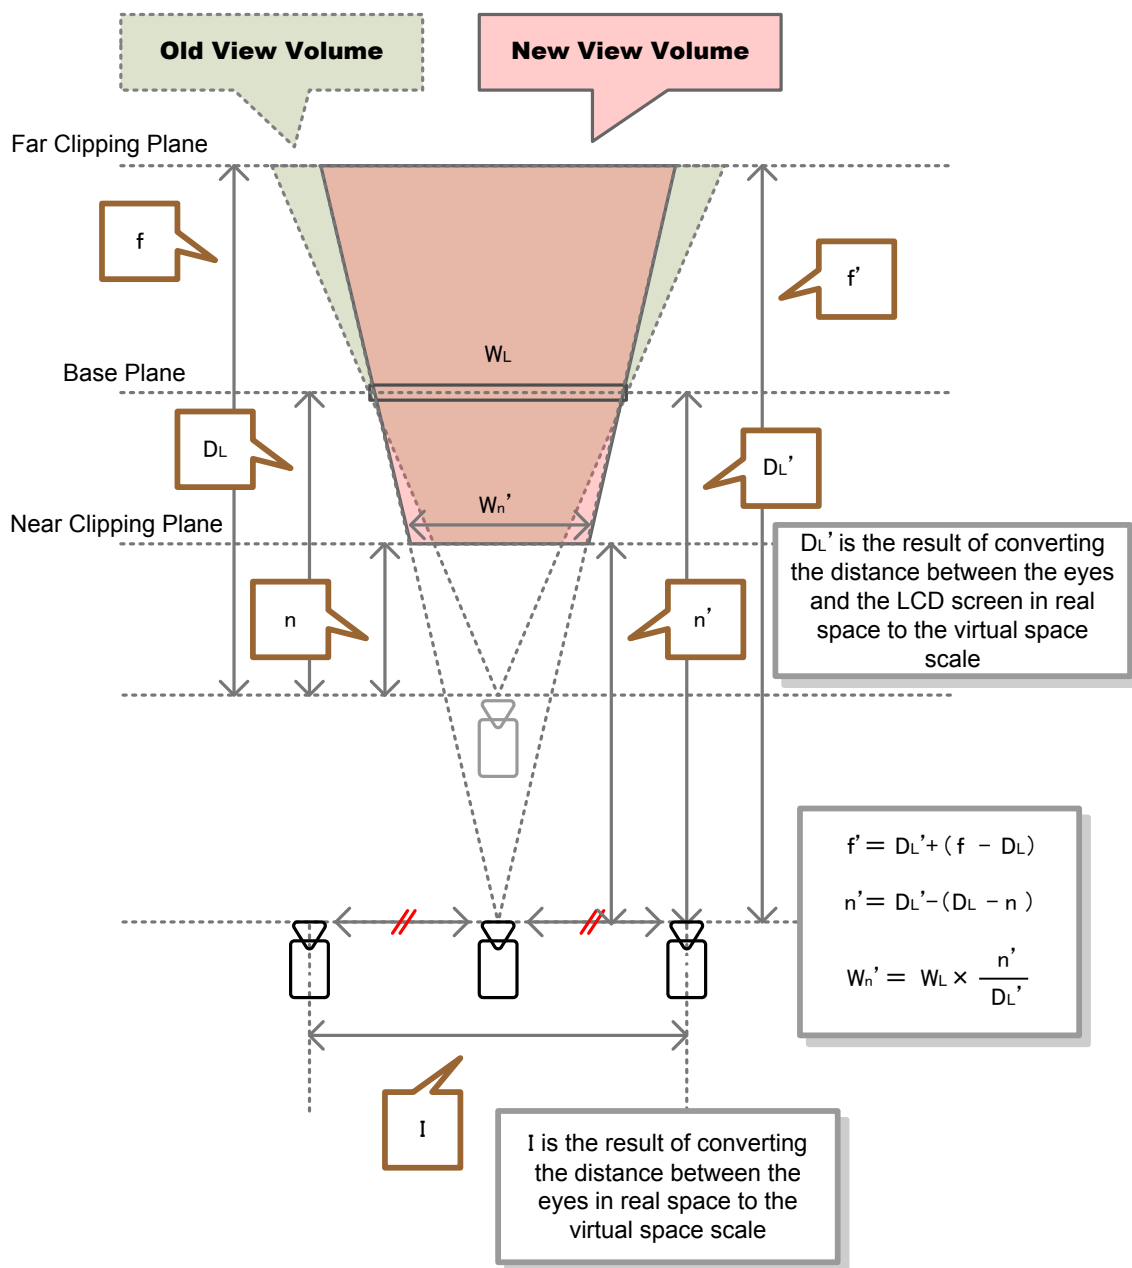 Old View Volume
New View Volume
Far Clipping Plane
f
f’
WL
Base Plane
DL
DL’
Near Clipping Plane
Wn’
n
n’
DL’ is the result of converting
the distance between the eyes
and the LCD screen in real
space to the virtual space
scale
f’＝ DL’+(f − DL)
n’＝ DL’−(DL − n )
Wn’＝ WL × n’/DL’
I
I is the result of converting
the distance between the
eyes in real space to the
virtual space scale